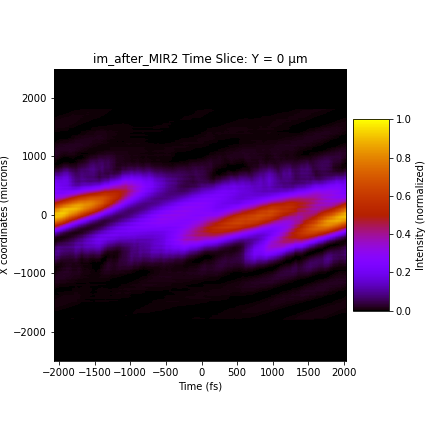 im_after_MIR2 Time Slice: Y = 0 μm
2000
1000
0
−1000
−2000
X coordinates (microns)
−2000 −1500 −1000 −500 0 500 1000 1500 2000
Time (fs)
1.0
0.8
0.6
0.4
0.2
0.0
Intensity (normalized)